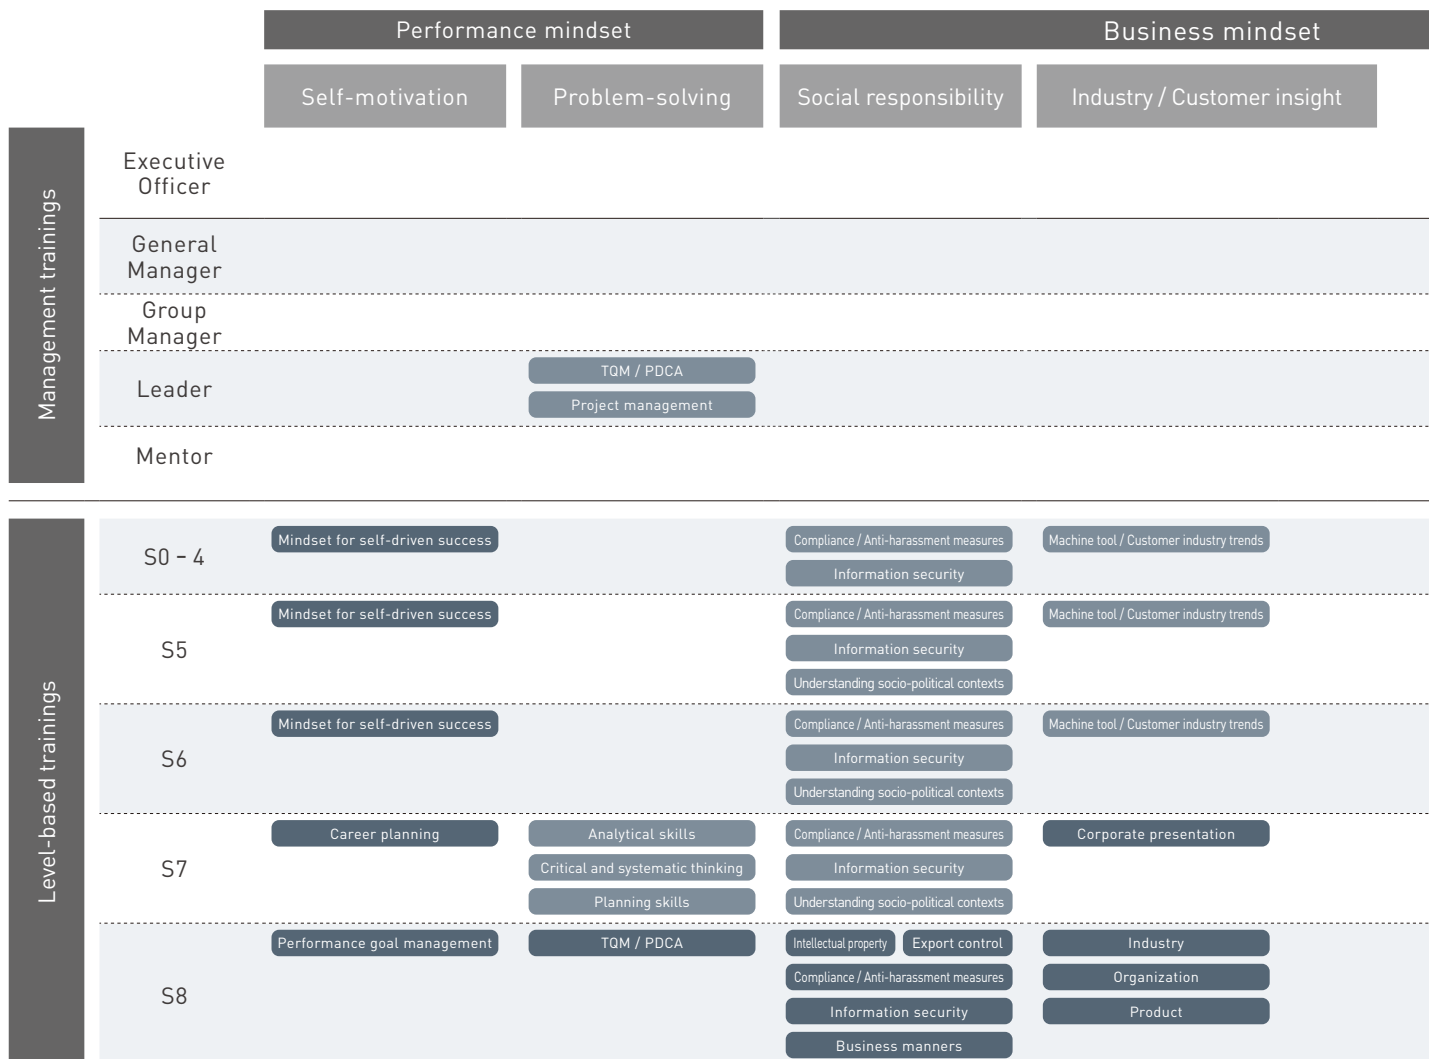 Performance mindset
Business mindset
Self-motivation
Problem-solving
Social responsibility
Industry / Customer insight
Management trainings
Executive
Officer
General
Manager
Group
Manager
Leader
TQM / PDCA
Project management
Mentor
Level-based trainings
S0 – 4
Mindset for self-driven success
Compliance / Anti-harassment measures
Machine tool / Customer industry trends
Information security
S5
Mindset for self-driven success
Compliance / Anti-harassment measures
Machine tool / Customer industry trends
Information security
Understanding socio-political contexts
S6
Mindset for self-driven success
Compliance / Anti-harassment measures
Machine tool / Customer industry trends
Information security
Understanding socio-political contexts
S7
Career planning
Analytical skills
Compliance / Anti-harassment measures
Corporate presentation
Critical and systematic thinking
Information security
Planning skills
Understanding socio-political contexts
S8
Performance goal management
TQM / PDCA
Intellectual property
Export control
Industry
Compliance / Anti-harassment measures
Organization
Information security
Product
Business manners